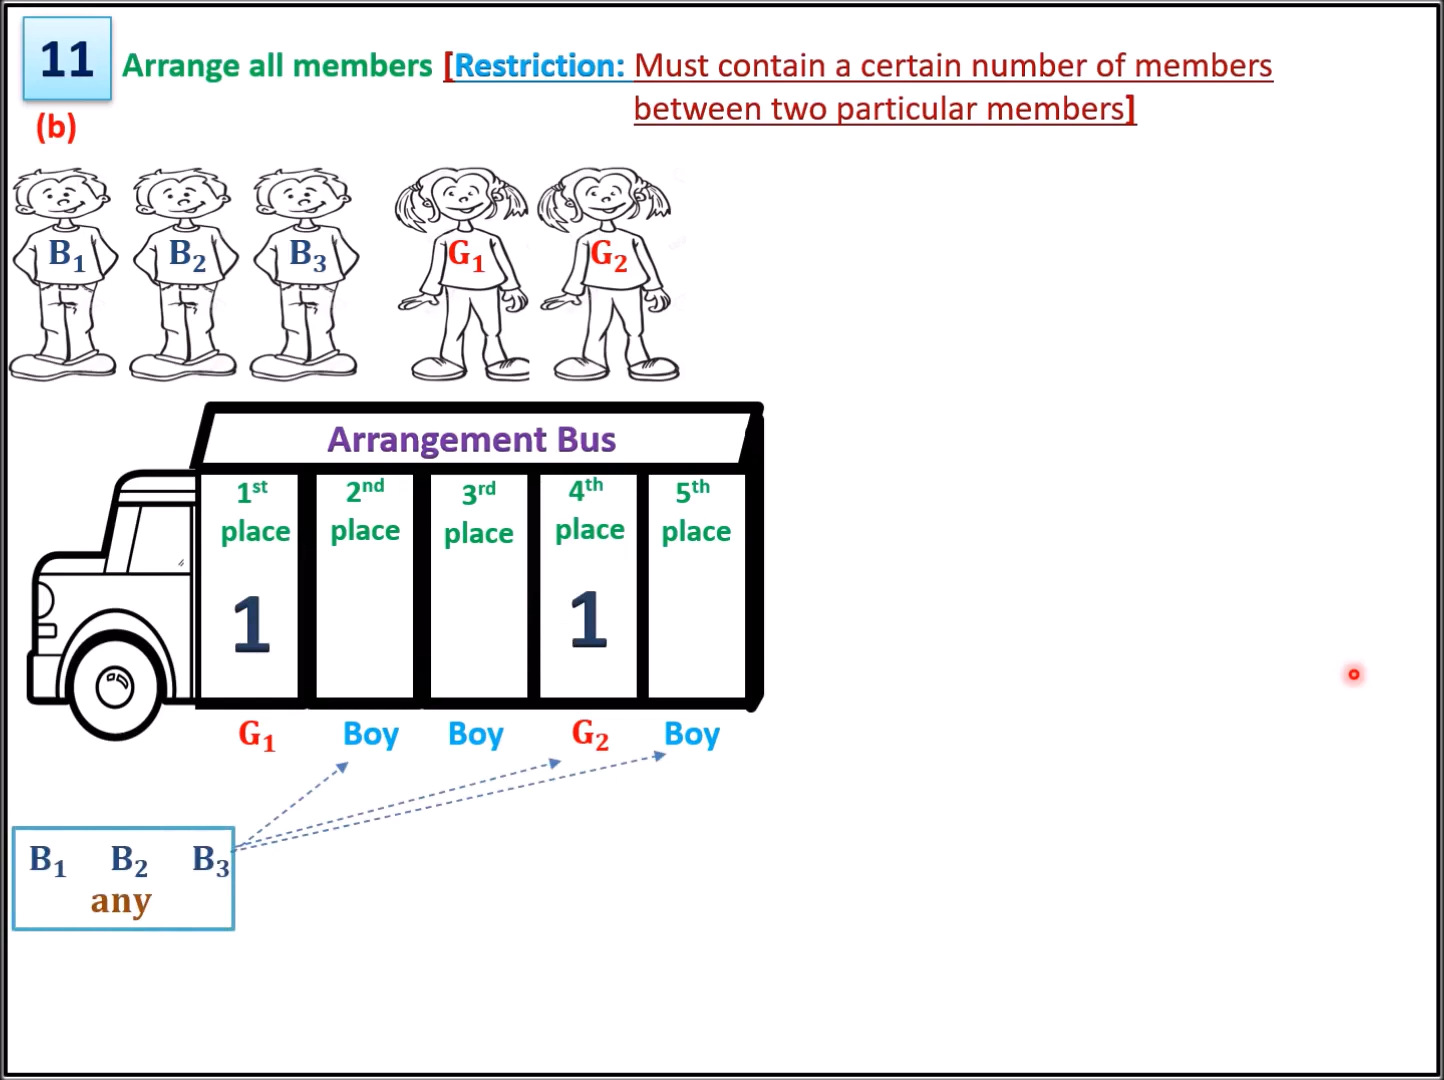 11 Arrange all members [Restriction: Must contain a certain number of members
between two particular members]
(b)
B₁ B₂ B₃ G₁ G₂
Arrangement Bus
1st place
2nd place
3rd place
4th place
5th place
1 1
G₁ Boy Boy G₂ Boy
B₁ B₂ B₃
any